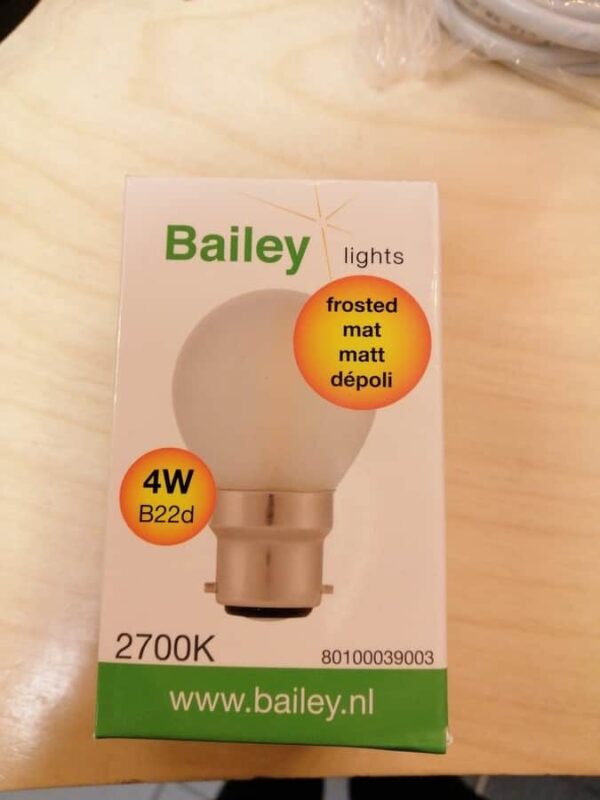 Bailey lights
frosted
mat
matt
dépoli
4W
B22d
2700K
80100039003
www.bailey.nl